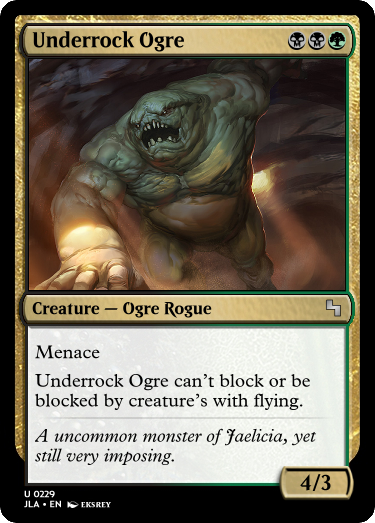 Underrock Ogre
Creature — Ogre Rogue
Menace
Underrock Ogre can't block or be
blocked by creature's with flying.
A uncommon monster of Jaelicia, yet
still very imposing.
4/3
U 0229
JLA • EN EKSREY